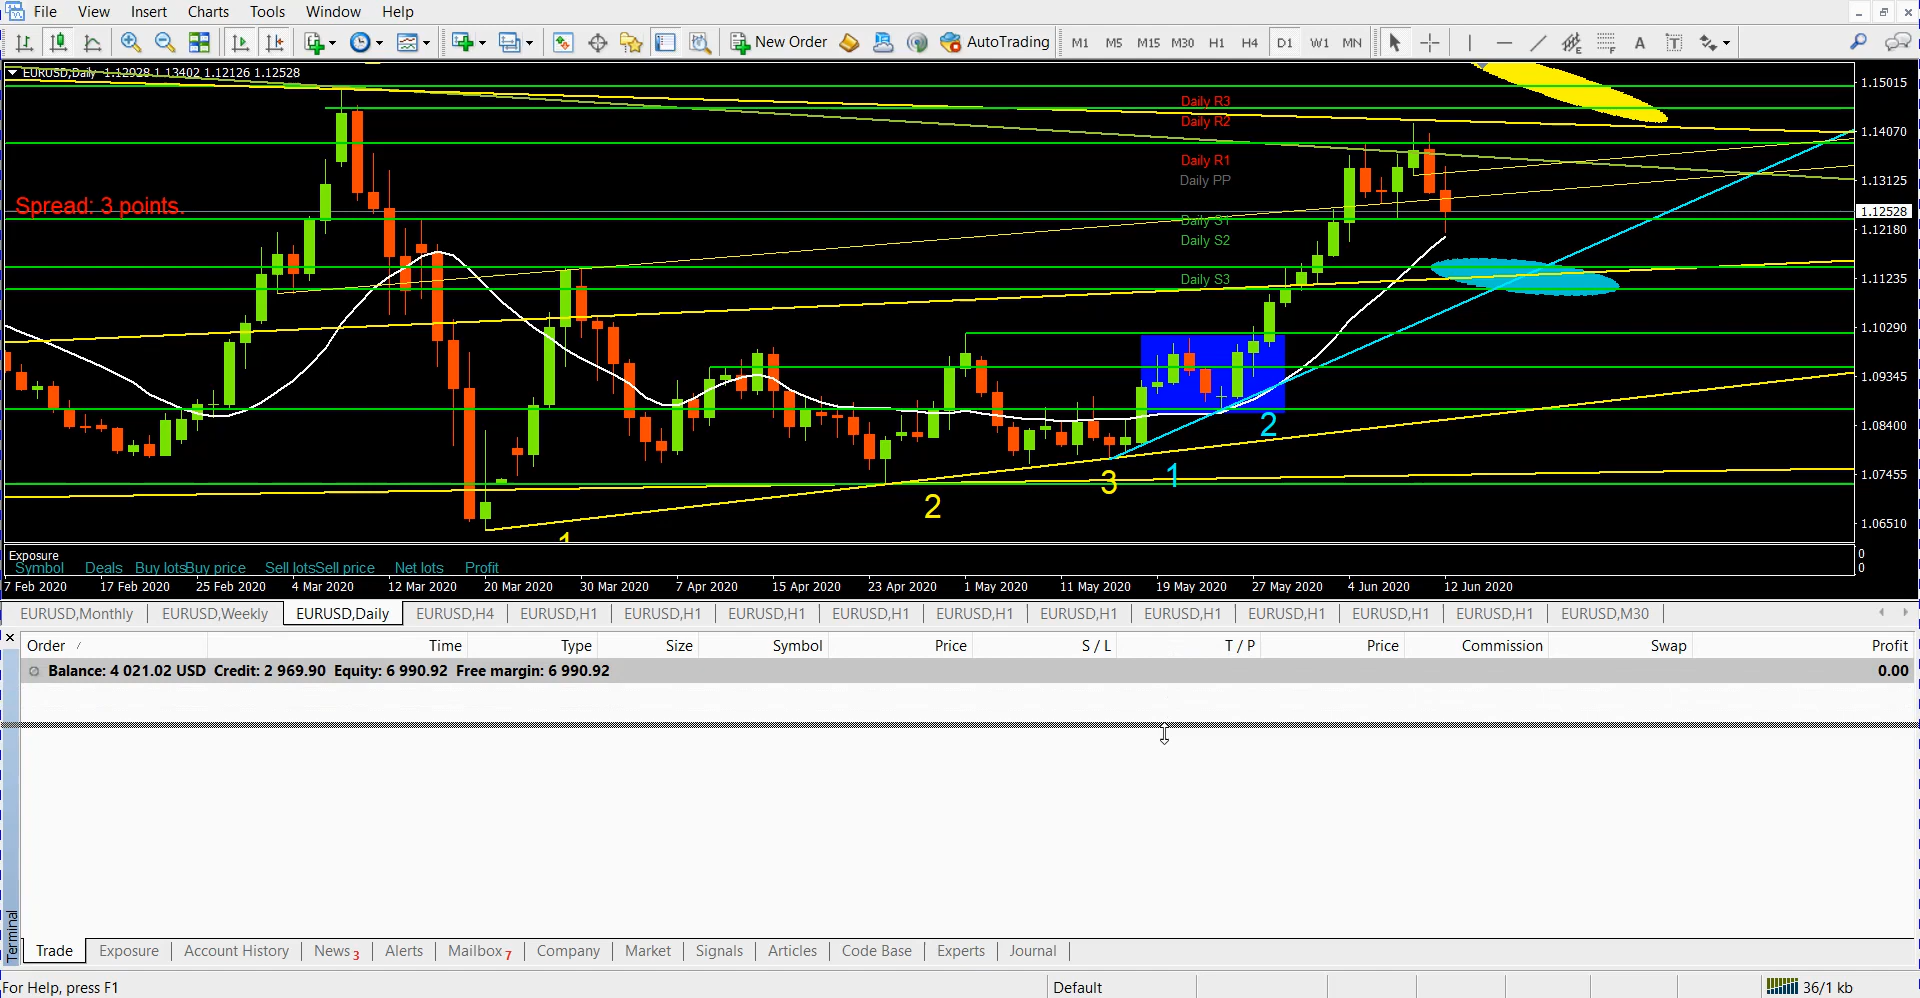 File View Insert Charts Tools Window Help
New Order AutoTrading M1 M5 M15 M30 H1 H4 D1 W1 MN A T
EURUSD,Daily 1.12928 1.13402 1.12126 1.12528
1.15015
Daily R3
Daily R2
1.14070
Daily R1
Daily PP
1.13125
Spread: 3 points.
1.12528
Daily S1
1.12180
Daily S2
Daily S3
1.11235
1.10290
1.09345
2
1.08400
1
3
1.07455
2
1
1.06510
Exposure
0
Symbol Deals Buy lots Buy price Sell lots Sell price Net lots Profit
0
7 Feb 2020 17 Feb 2020 25 Feb 2020 4 Mar 2020 12 Mar 2020 20 Mar 2020 30 Mar 2020 7 Apr 2020 15 Apr 2020 23 Apr 2020 1 May 2020 11 May 2020 19 May 2020 27 May 2020 4 Jun 2020 12 Jun 2020
EURUSD,Monthly EURUSD,Weekly EURUSD,Daily EURUSD,H4 EURUSD,H1 EURUSD,H1 EURUSD,H1 EURUSD,H1 EURUSD,H1 EURUSD,H1 EURUSD,H1 EURUSD,H1 EURUSD,H1 EURUSD,H1 EURUSD,M30
Order / Time Type Size Symbol Price S / L T / P Price Commission Swap Profit
Balance: 4 021.02 USD Credit: 2 969.90 Equity: 6 990.92 Free margin: 6 990.92 0.00
Terminal
Trade Exposure Account History News 3 Alerts Mailbox 7 Company Market Signals Articles Code Base Experts Journal
For Help, press F1 Default 36/1 kb